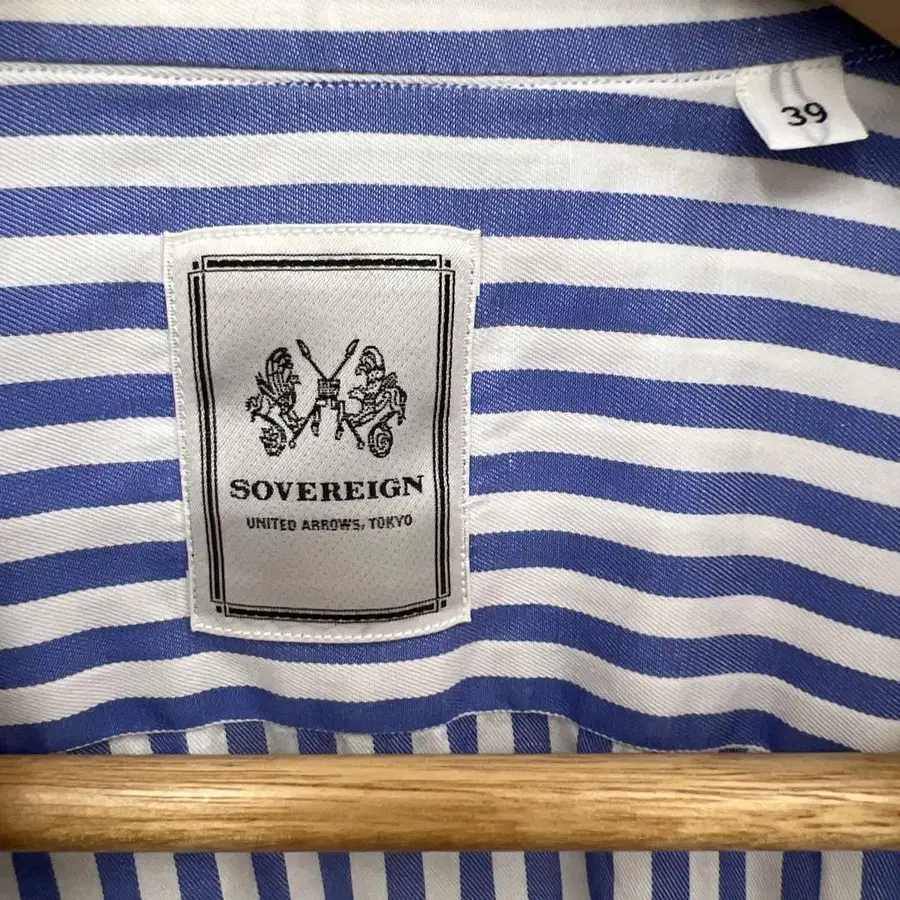 39
SOVEREIGN
UNITED ARROWS, TOKYO